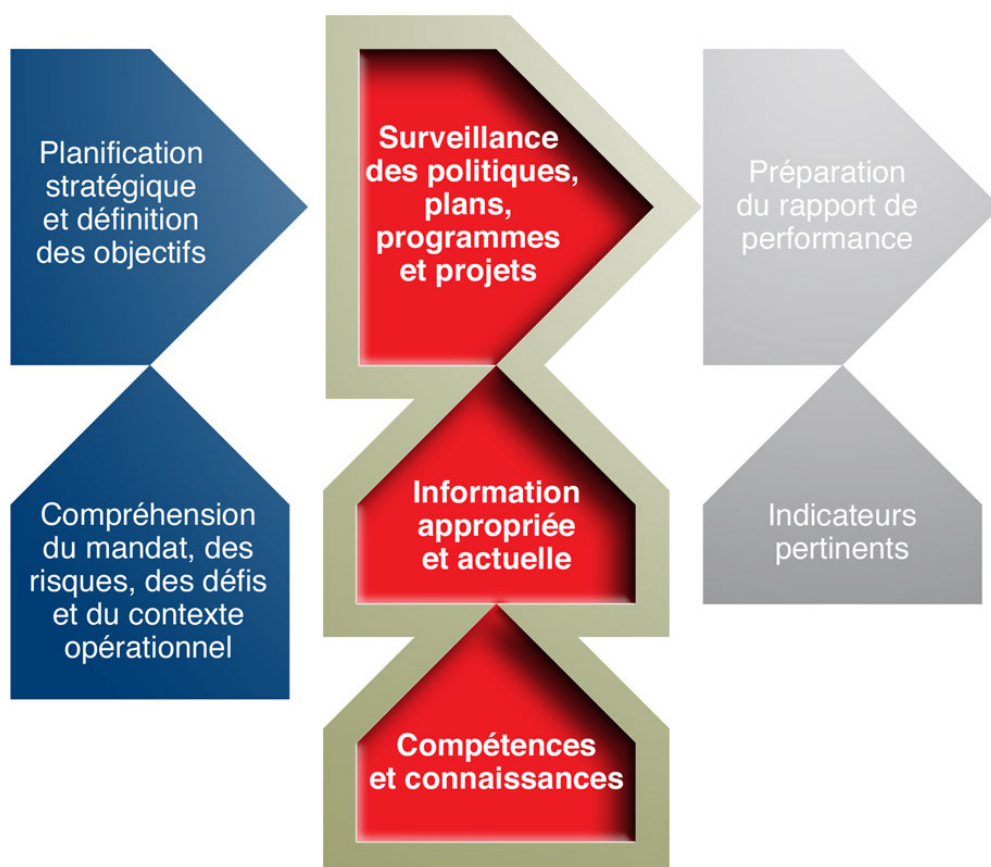 Planification
stratégique
et définition
des objectifs
Surveillance
des politiques,
plans,
programmes
et projets
Préparation
du rapport de
performance
Compréhension
du mandat, des
risques, des défis
et du contexte
opérationnel
Information
appropriée
et actuelle
Indicateurs
pertinents
Compétences
et connaissances